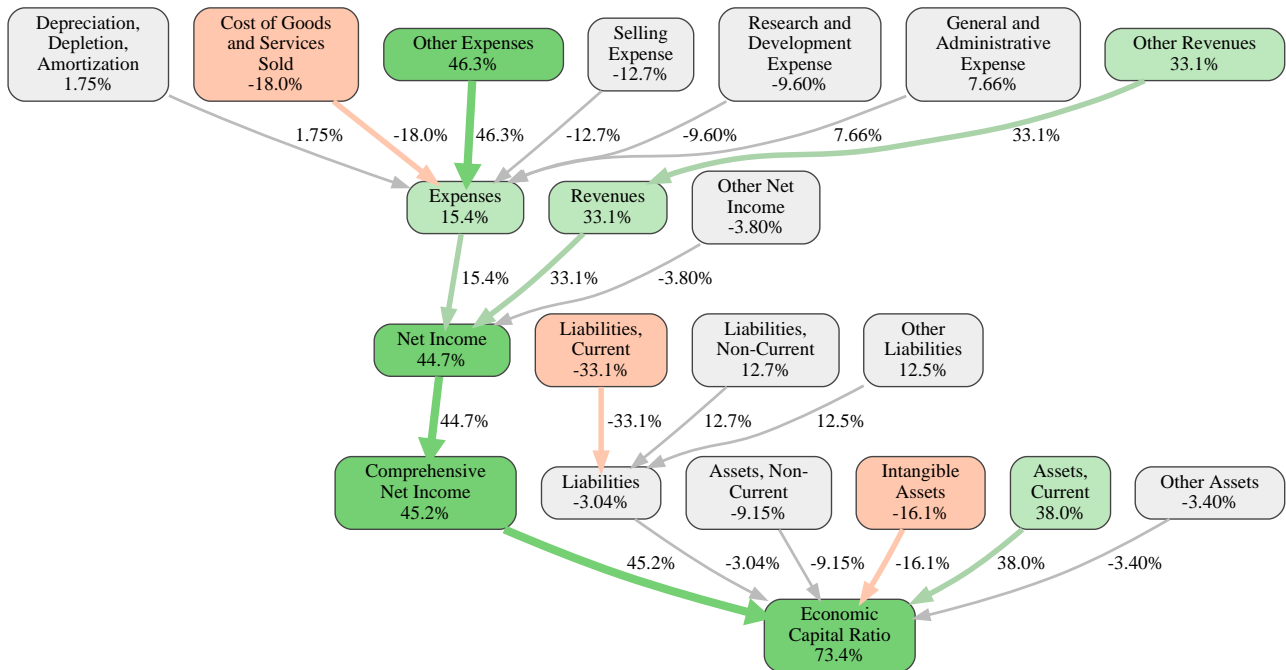 Depreciation,
Depletion,
Amortization
1.75%
Cost of Goods
and Services
Sold
-18.0%
Other Expenses
46.3%
Selling
Expense
-12.7%
Research and
Development
Expense
-9.60%
General and
Administrative
Expense
7.66%
Other Revenues
33.1%
1.75%
-18.0%
46.3%
-12.7%
-9.60%
7.66%
33.1%
Expenses
15.4%
Revenues
33.1%
Other Net
Income
-3.80%
15.4%
33.1%
-3.80%
Net Income
44.7%
Liabilities,
Current
-33.1%
Liabilities,
Non-Current
12.7%
Other
Liabilities
12.5%
44.7%
-33.1%
12.7%
12.5%
Comprehensive
Net Income
45.2%
Liabilities
-3.04%
Assets, Non-
Current
-9.15%
Intangible
Assets
-16.1%
Assets,
Current
38.0%
Other Assets
-3.40%
45.2%
-3.04%
-9.15%
-16.1%
38.0%
-3.40%
Economic
Capital Ratio
73.4%